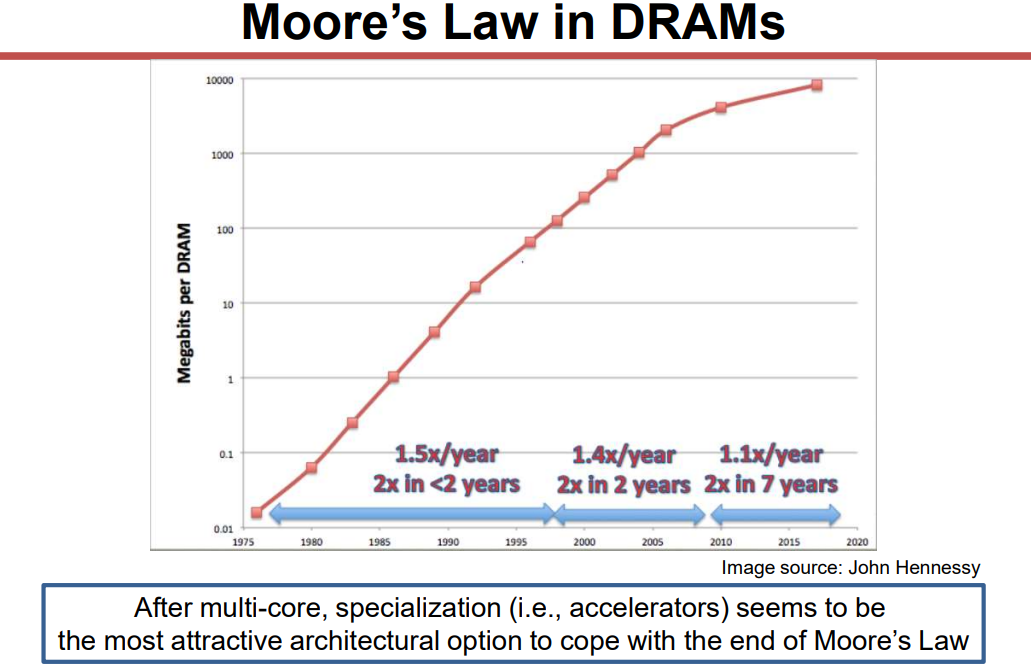 Moore’s Law in DRAMs
10000
1000
100
10
1
0.1
0.01
Megabits per DRAM
1.5x/year
2x in <2 years
1.4x/year
2x in 2 years
1.1x/year
2x in 7 years
1975 1980 1985 1990 1995 2000 2005 2010 2015 2020
Image source: John Hennessy
After multi-core, specialization (i.e., accelerators) seems to be
the most attractive architectural option to cope with the end of Moore’s Law